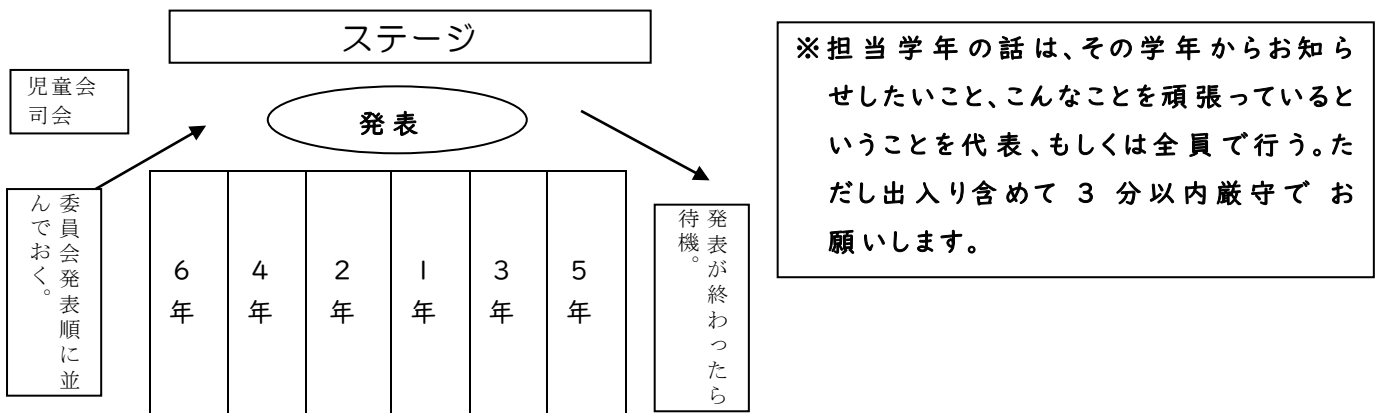 ステージ
児童会
司会
発表
委員会発表順に並
んでおく。
6年
4年
2年
1年
3年
5年
発表が終わったら
待機。
※担当学年の話は、その学年からお知ら
せしたいこと、こんなことを頑張っていると
いうことを代表、もしくは全員で行う。た
だし出入り含めて 3 分以内厳守で お
願いします。